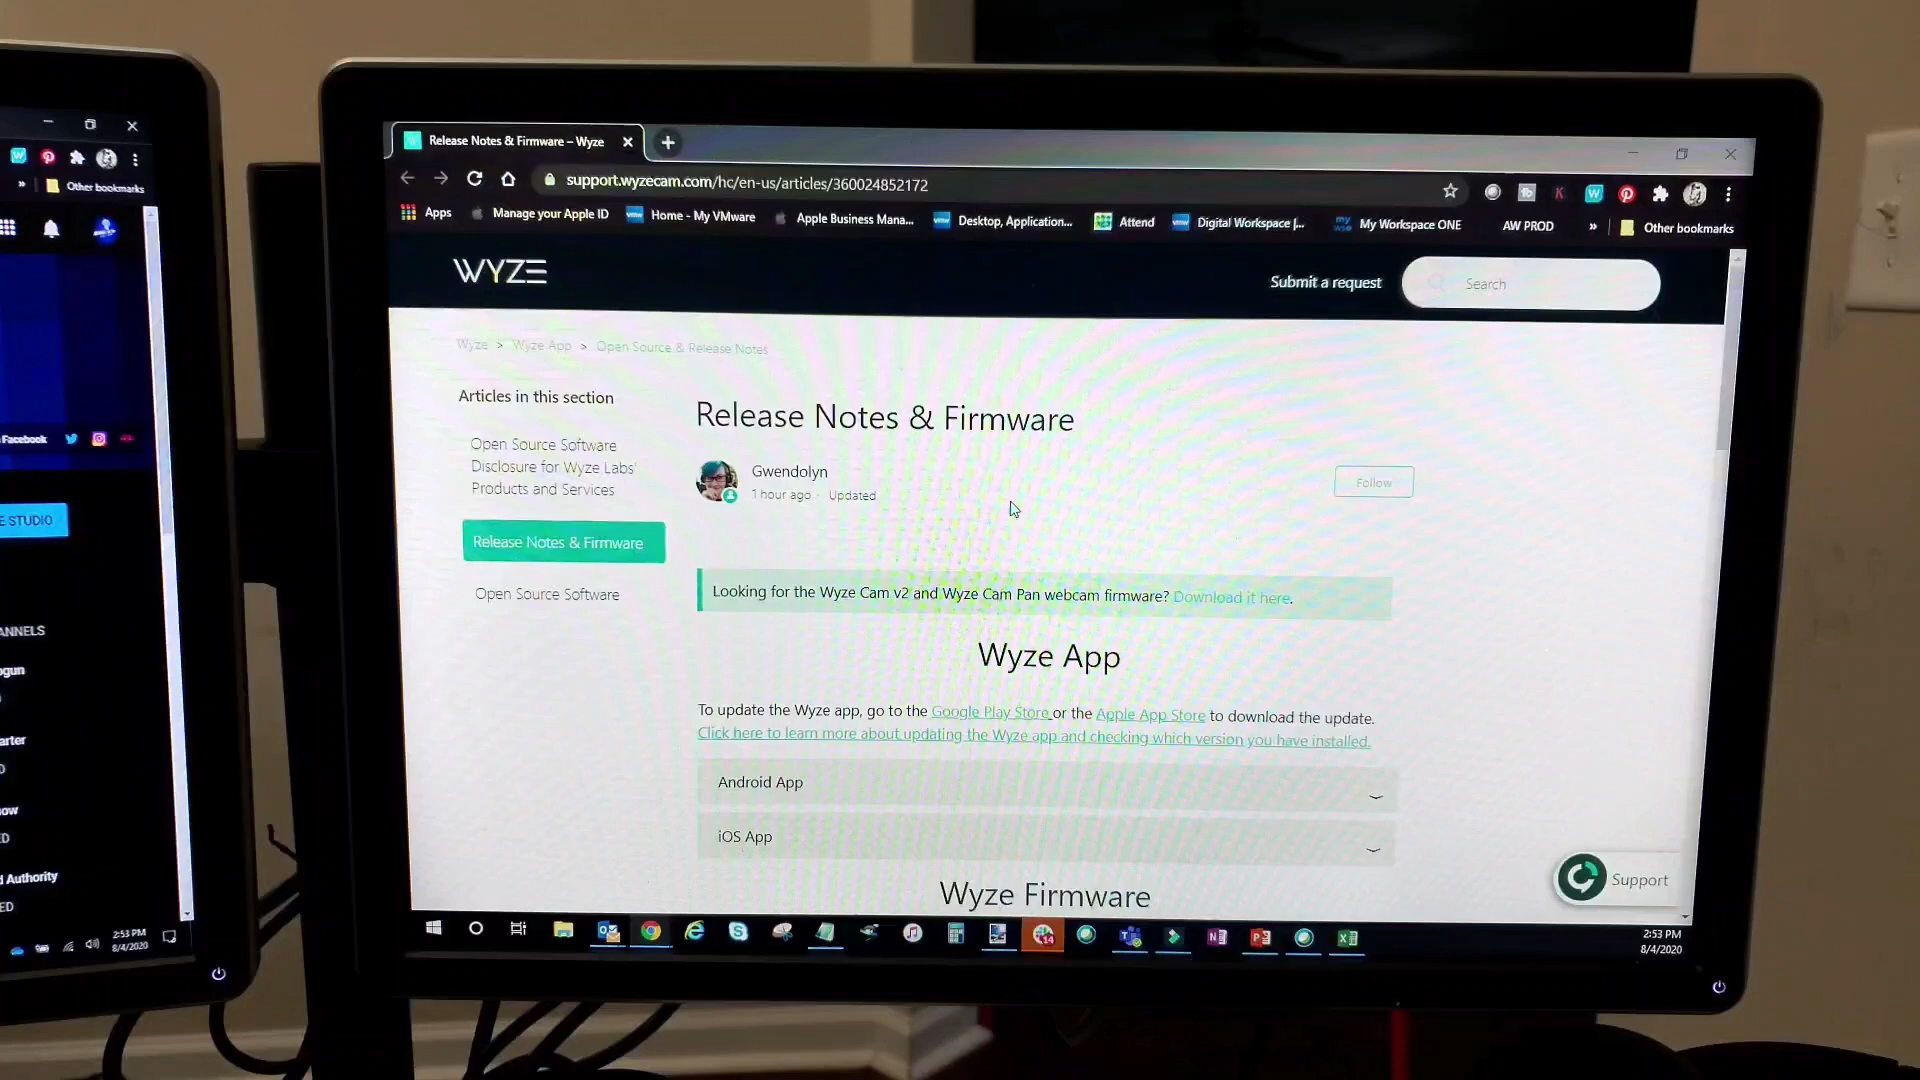 Other bookmarks
Facebook
E STUDIO
ANNELS
ogun
arter
D
ow
ED
d Authority
ED
2:53 PM
8/4/2020
Release Notes & Firmware – Wyze
support.wyzecam.com/hc/en-us/articles/360024852172
Apps Manage your Apple ID Home - My VMware Apple Business Mana... Desktop, Application... Attend Digital Workspace |... My Workspace ONE AW PROD » Other bookmarks
WYZE
Submit a request
Search
Wyze > Wyze App > Open Source & Release Notes
Articles in this section
Open Source Software
Disclosure for Wyze Labs'
Products and Services
Release Notes & Firmware
Open Source Software
Release Notes & Firmware
Gwendolyn
1 hour ago · Updated
Follow
Looking for the Wyze Cam v2 and Wyze Cam Pan webcam firmware? Download it here.
Wyze App
To update the Wyze app, go to the Google Play Store or the Apple App Store to download the update.
Click here to learn more about updating the Wyze app and checking which version you have installed.
Android App
iOS App
Wyze Firmware
Support
14
2:53 PM
8/4/2020